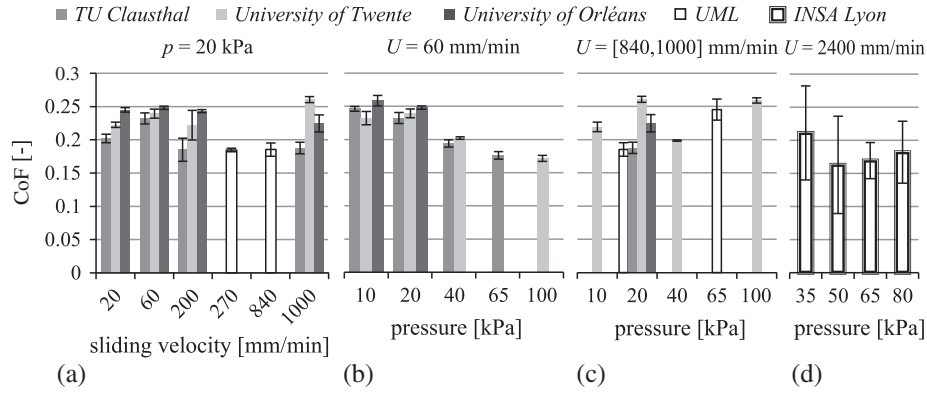 TU Clausthal University of Twente University of Orléans UML INSA Lyon
p = 20 kPa U = 60 mm/min U = [840,1000] mm/min U = 2400 mm/min
CoF [-]
0.3
0.25
0.2
0.15
0.1
0.05
0
20 60 200 270 840 1000
10 20 40 65 100
10 20 40 65 100
35 50 65 80
sliding velocity [mm/min]
pressure [kPa]
pressure [kPa]
pressure [kPa]
(a) (b) (c) (d)